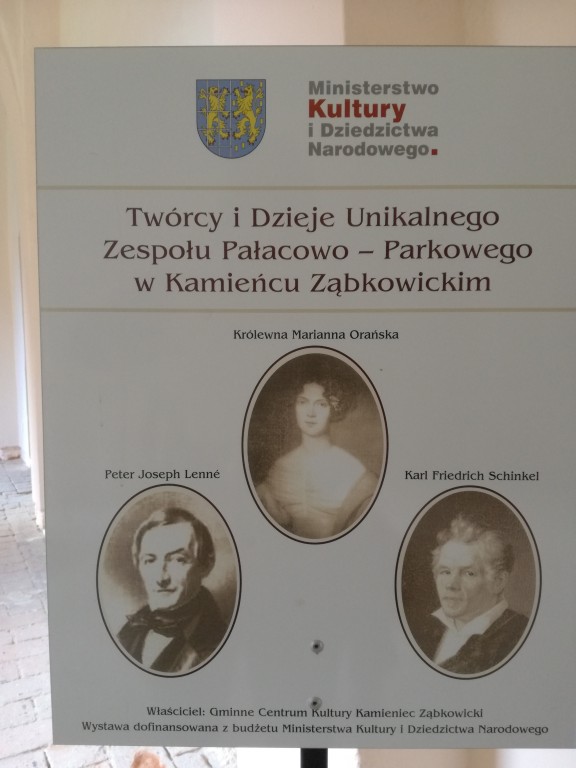 Ministerstwo
Kultury
i Dziedzictwa
Narodowego.
Twórcy i Dzieje Unikalnego
Zespołu Pałacowo – Parkowego
w Kamieńcu Ząbkowickim
Królewna Marianna Orańska
Peter Joseph Lenné
Karl Friedrich Schinkel
Właściciel: Gminne Centrum Kultury Kamieniec Ząbkowicki
Wystawa dofinansowana z budżetu Ministerstwa Kultury i Dziedzictwa Narodowego